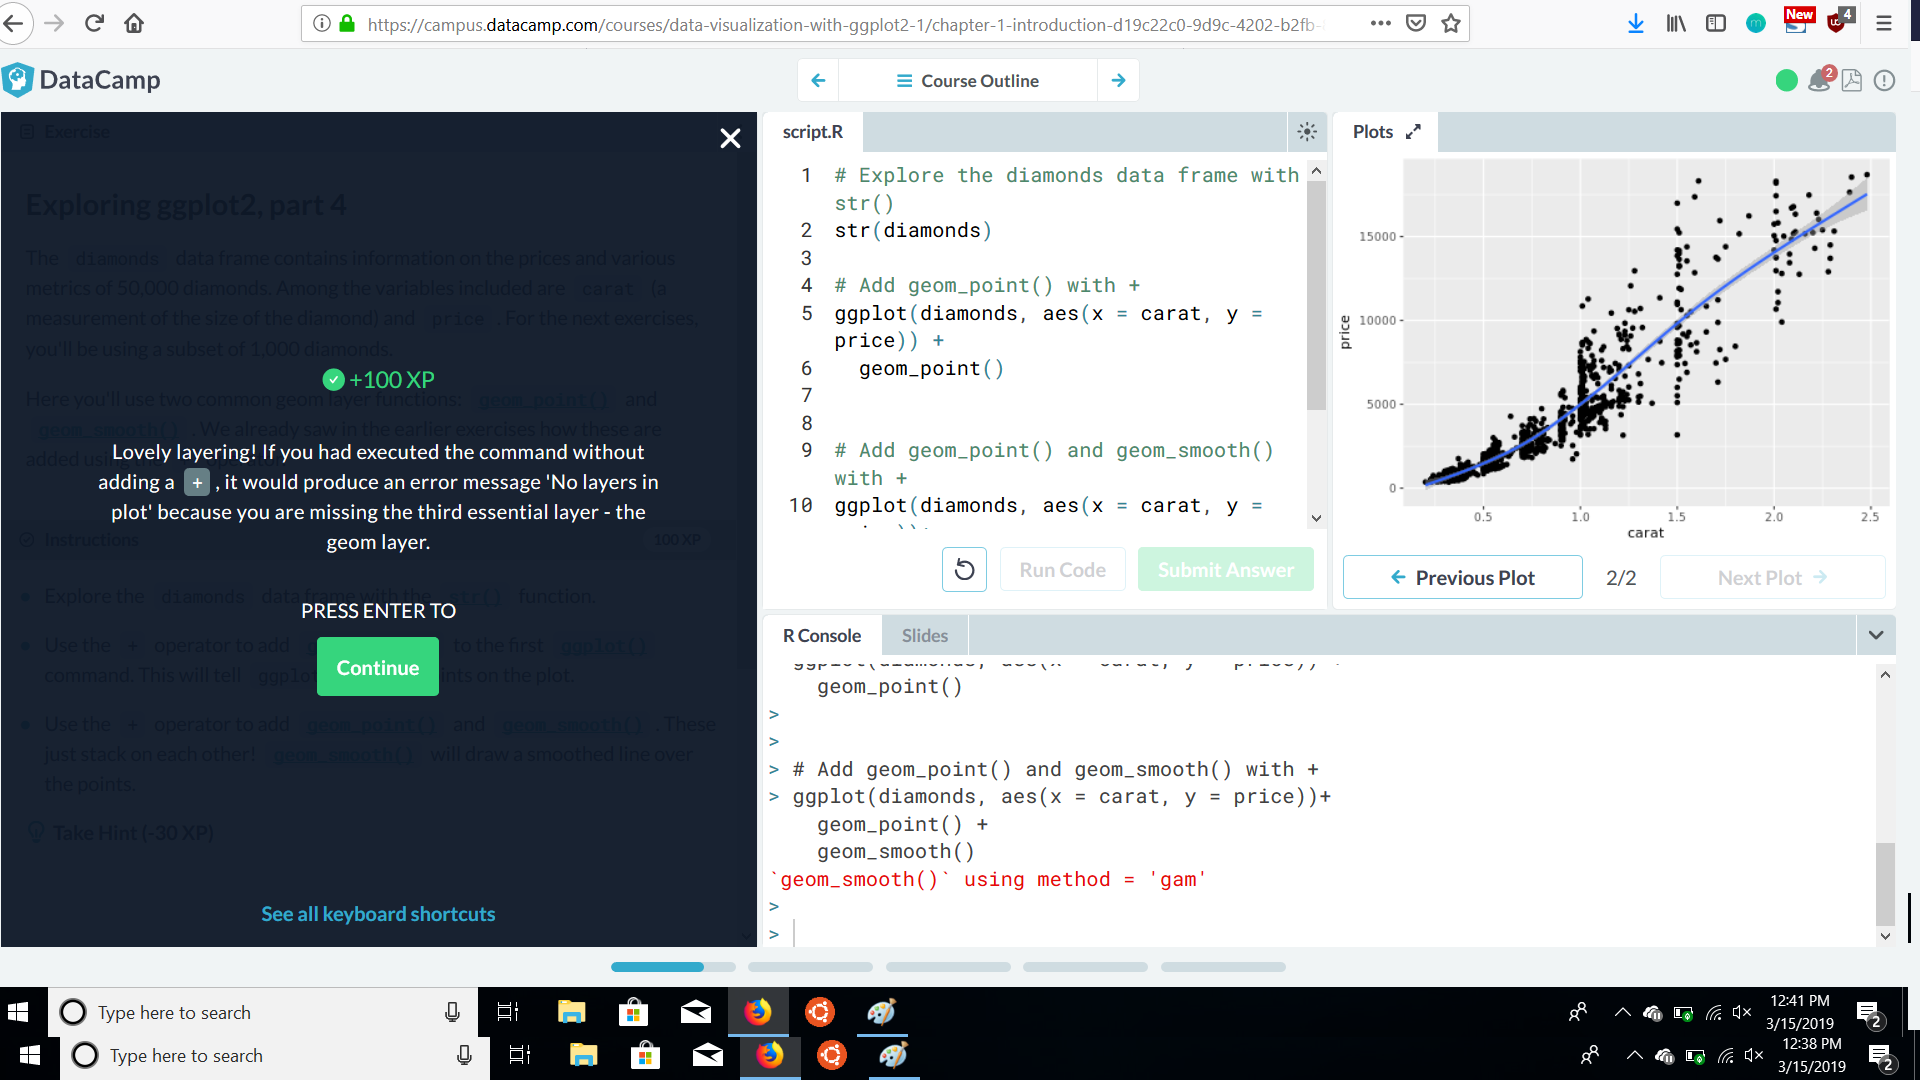 https://campus.datacamp.com/courses/data-visualization-with-ggplot2-1/chapter-1-introduction-d19c22c0-9d9c-4202-b2fb-
New
4
DataCamp
Course Outline
2
Exercise
Exploring ggplot2, part 4
The diamonds data frame contains information on the prices and various
metrics of 50,000 diamonds. Among the variables included are carat (a
measurement of the size of the diamond) and price . For the next exercises,
you'll be using a subset of 1,000 diamonds.
+100 XP
Here you'll use two common geom layer functions: geom_point() and
geom_smooth() . We already saw in the earlier exercises how these are
added using the
Lovely layering! If you had executed the command without
adding a + , it would produce an error message 'No layers in
plot' because you are missing the third essential layer - the
geom layer.
Instructions
100 XP
Explore the diamonds data frame with the str() function.
PRESS ENTER TO
Use the + operator to add to the first ggplot()
command. This will tell ggplot
nts on the plot.
Continue
Use the + operator to add geom_point() and geom_smooth() . These
just stack on each other! geom_smooth() will draw a smoothed line over
the points.
Take Hint (-30 XP)
See all keyboard shortcuts
script.R
1 # Explore the diamonds data frame with
str()
2 str(diamonds)
3
4 # Add geom_point() with +
5 ggplot(diamonds, aes(x = carat, y =
price)) +
6 geom_point()
7
8
9 # Add geom_point() and geom_smooth()
with +
10 ggplot(diamonds, aes(x = carat, y =
Run Code
Submit Answer
Plots
15000
10000
5000
0
price
0.5 1.0 1.5 2.0 2.5
carat
Previous Plot
2/2
Next Plot
R Console
Slides
ggplot(diamonds, aes(x = carat, y = price)) +
geom_point()
>
>
> # Add geom_point() and geom_smooth() with +
> ggplot(diamonds, aes(x = carat, y = price))+
geom_point() +
geom_smooth()
`geom_smooth()` using method = 'gam'
>
>
Type here to search
12:41 PM
3/15/2019
2
Type here to search
12:38 PM
3/15/2019
2